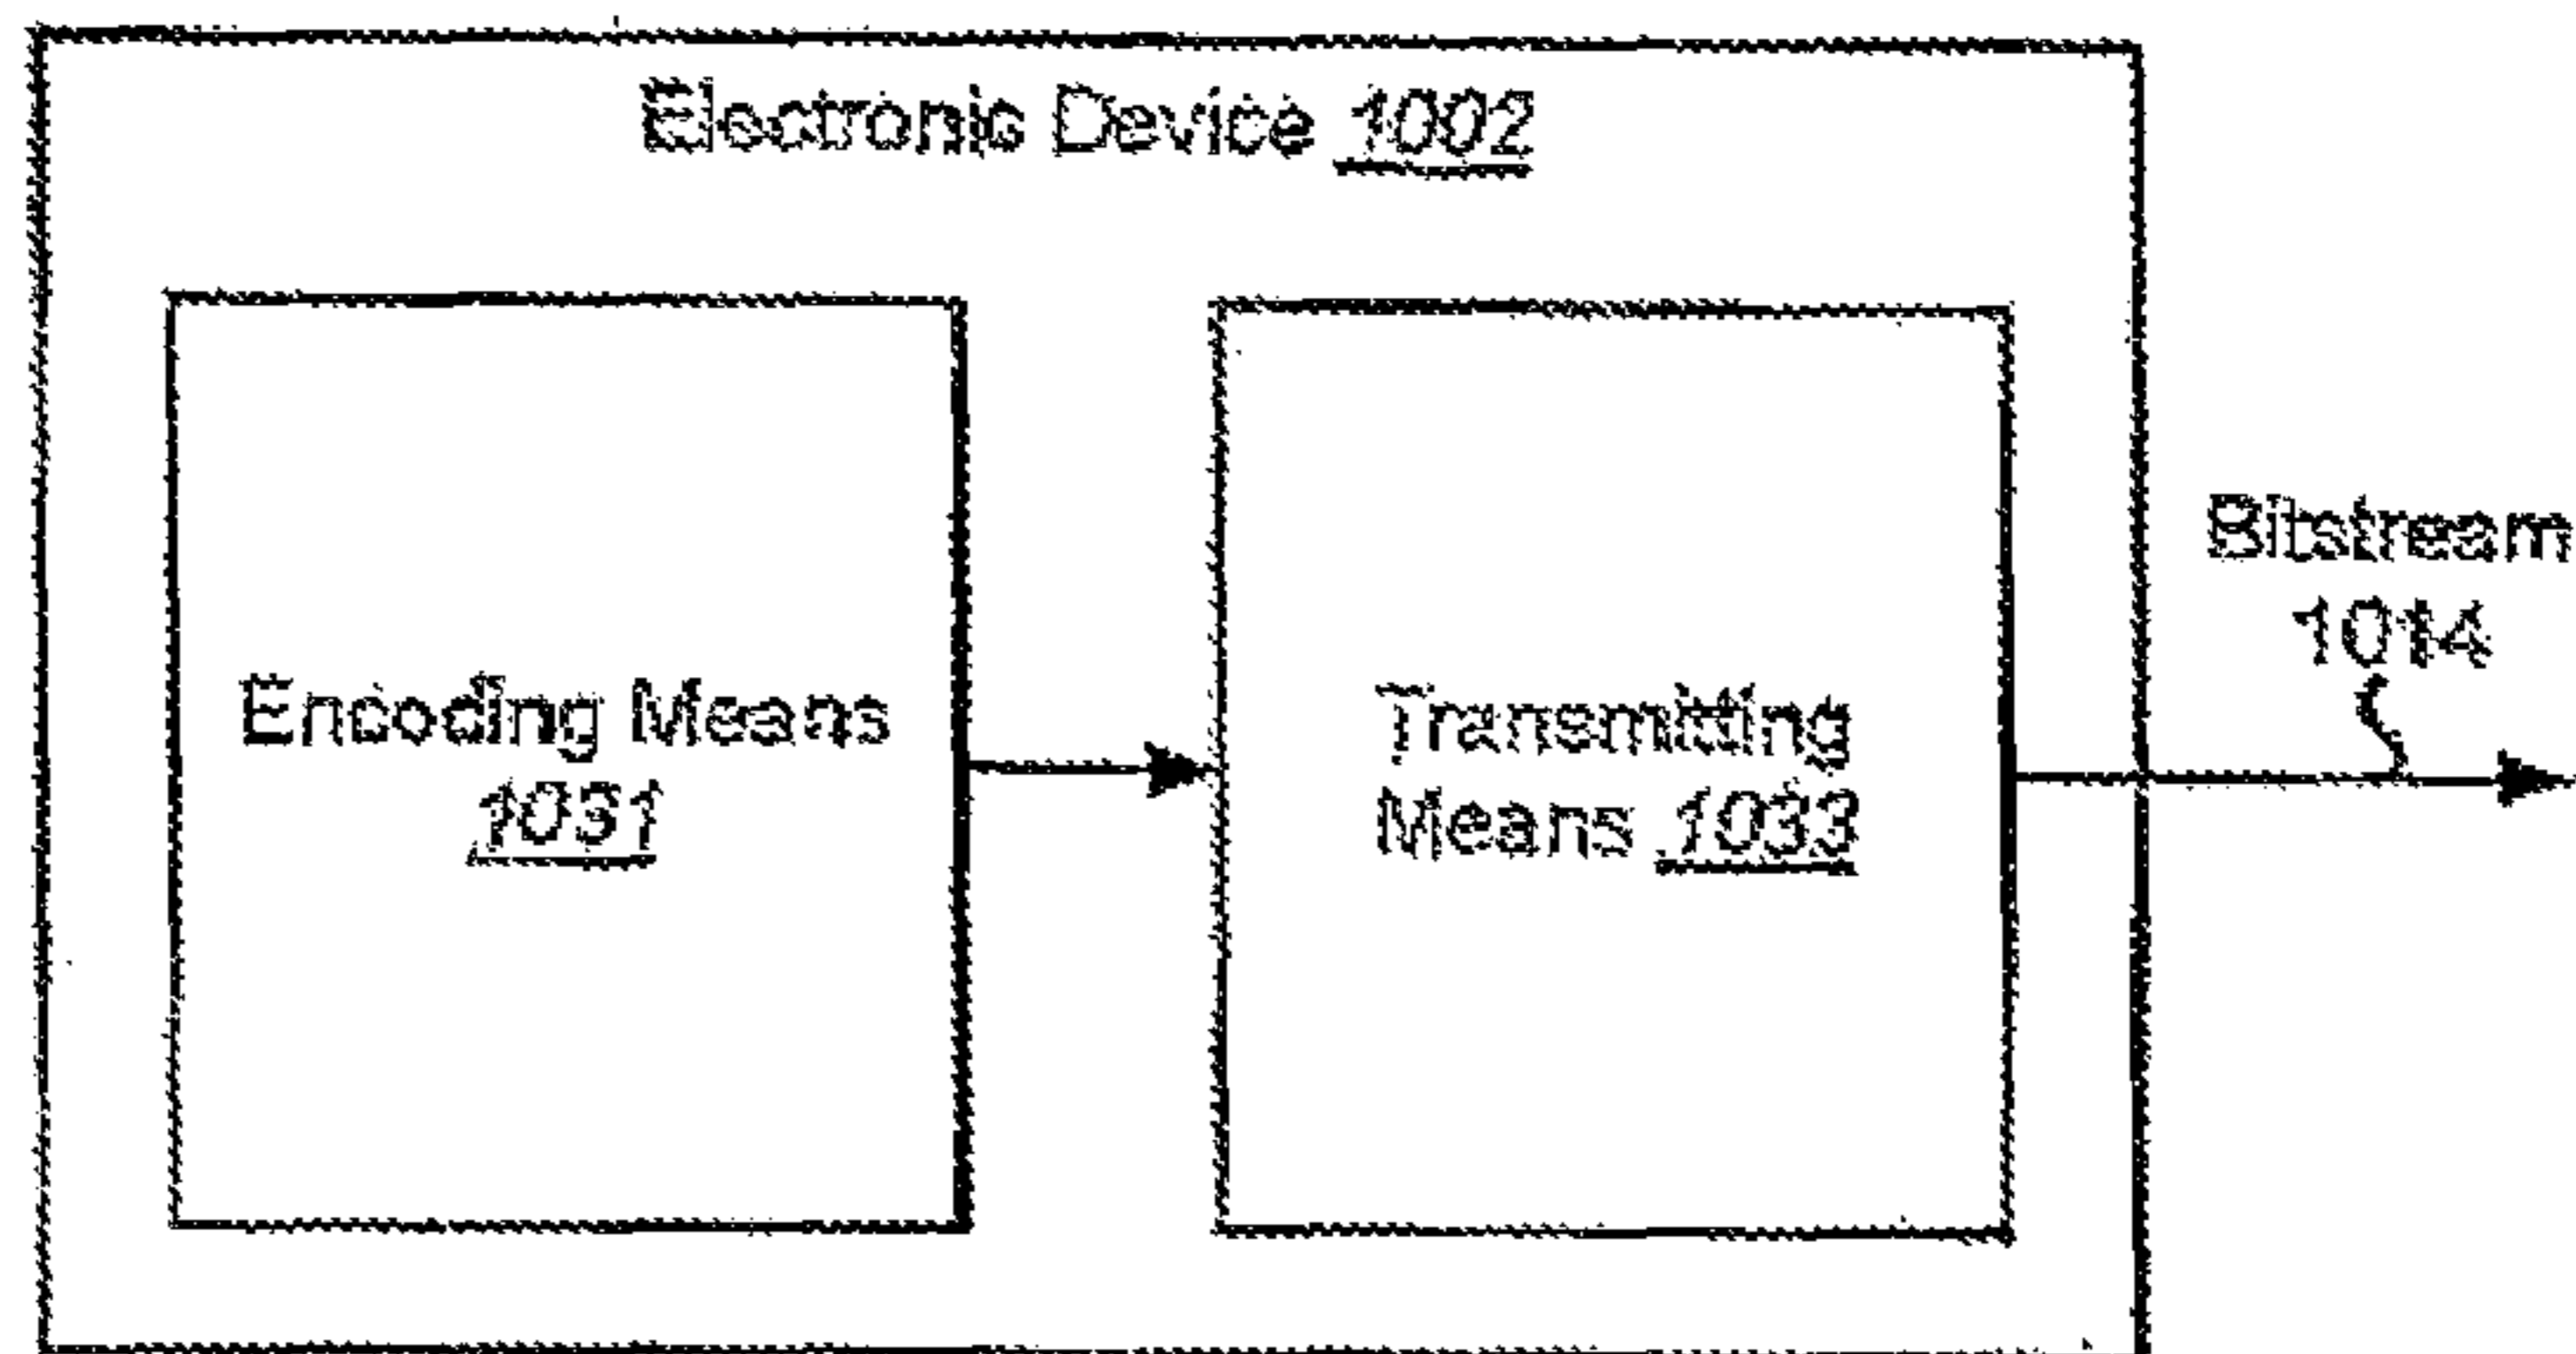 Electronic Device 1002
Bitstream
1014
Encoding Means
1031
Transmitting
Means 1033